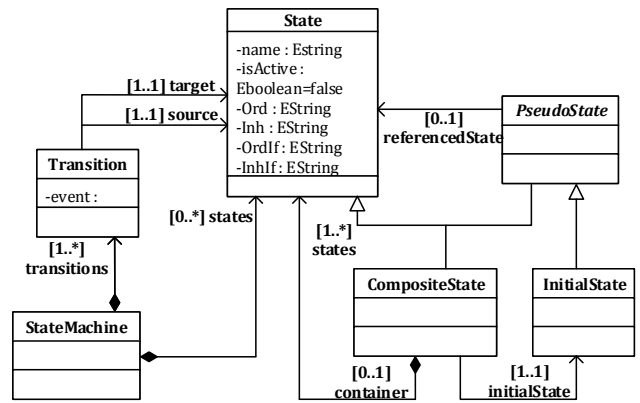 State
-name : Estring
-isActive :
Eboolean=false
-Ord : EString
-Inh : EString
-OrdIf : EString
-InhIf : EString
[1..1] target
[1..1] source
PseudoState
[0..1]
referencedState
Transition
-event :
[0..*] states
[1..*]
states
[1..*]
transitions
CompositeState
InitialState
StateMachine
[0..1]
container
[1..1]
initialState